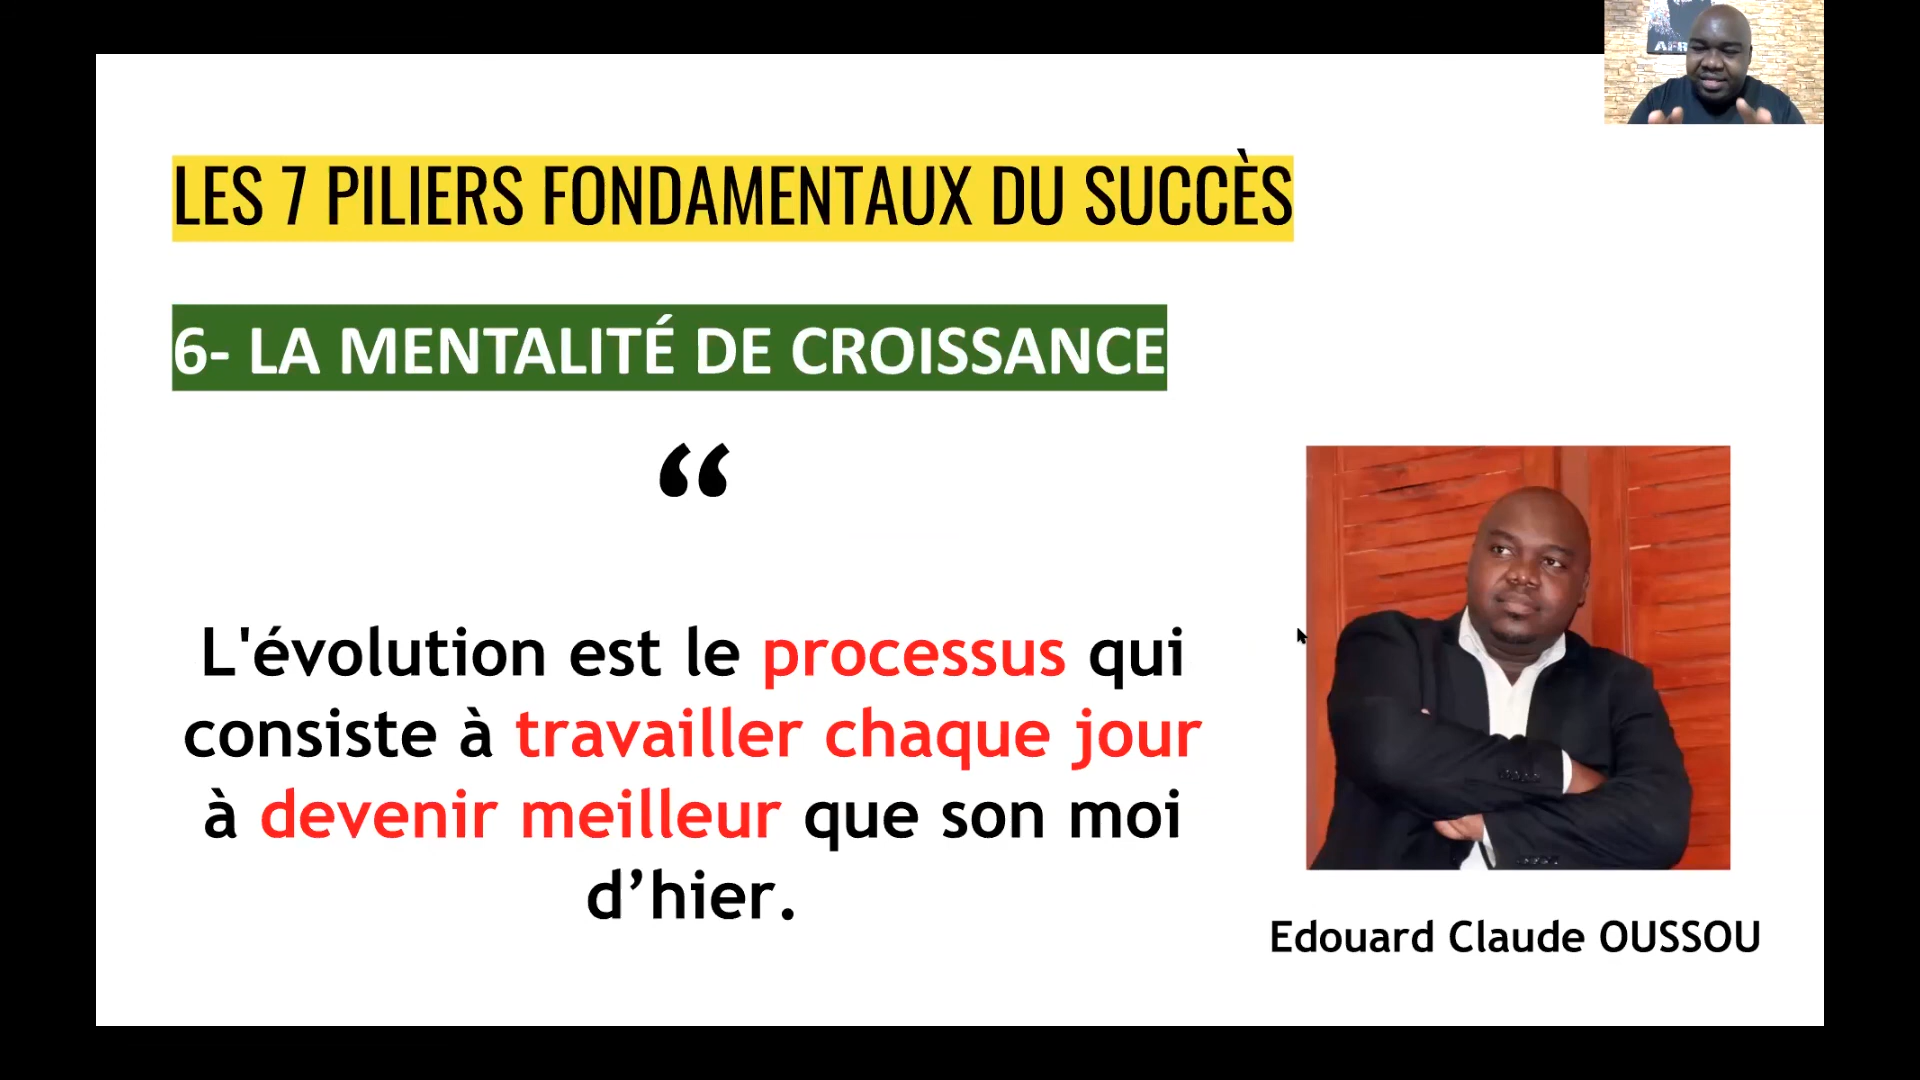 LES 7 PILIERS FONDAMENTAUX DU SUCCÈS
6- LA MENTALITÉ DE CROISSANCE
“
L'évolution est le processus qui
consiste à travailler chaque jour
à devenir meilleur que son moi
d’hier.
Edouard Claude OUSSOU